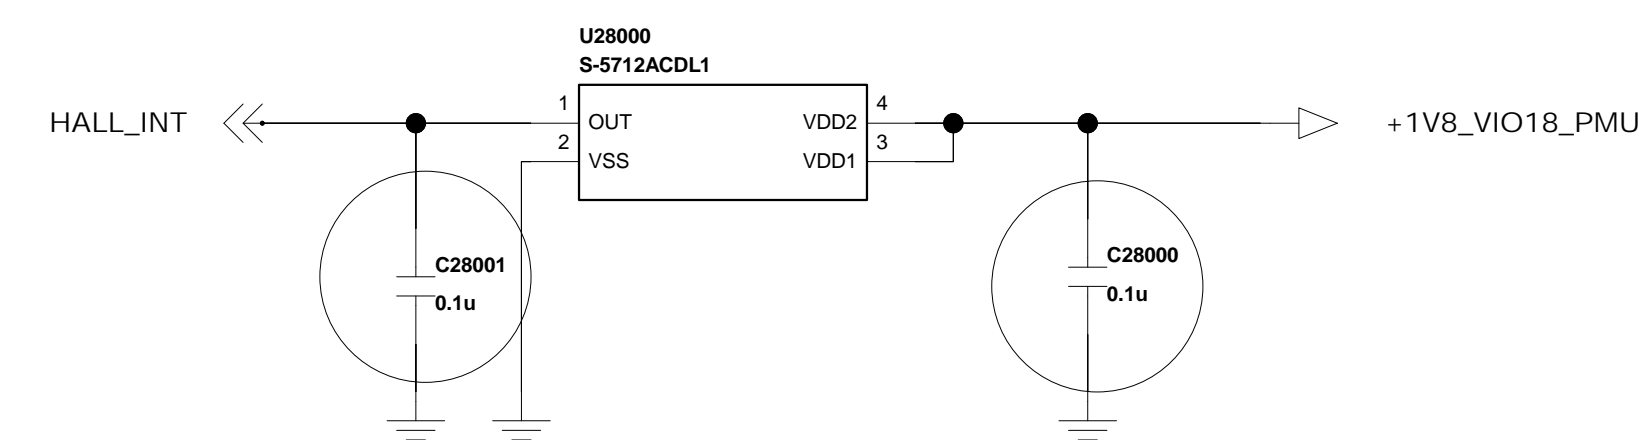 U28000
S-5712ACDL1
HALL_INT
1
OUT
VDD2
4
+1V8_VIO18_PMU
2
VSS
VDD1
3
C28001
0.1u
C28000
0.1u